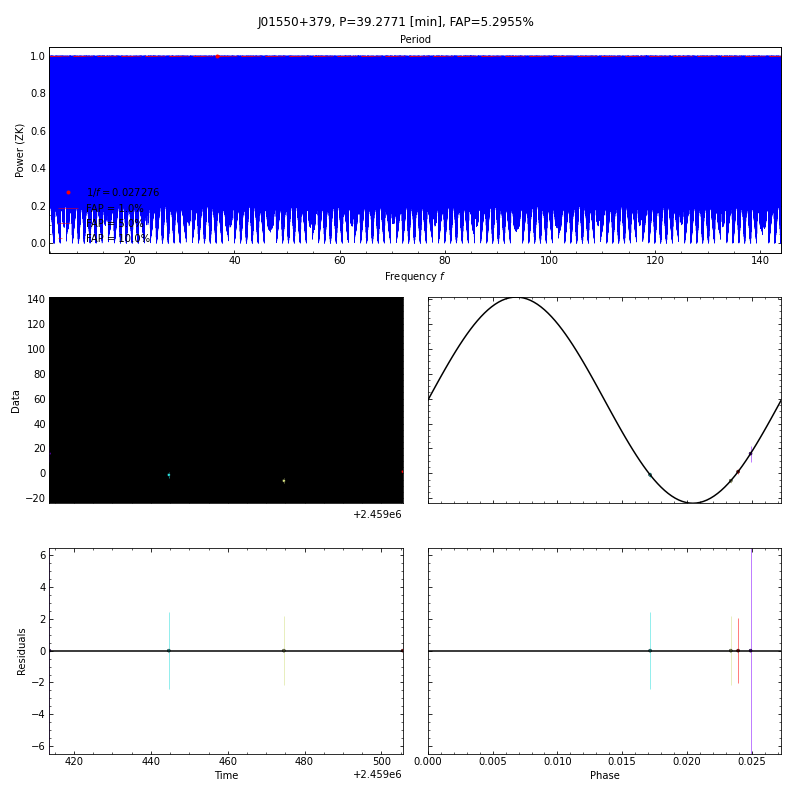 J01550+379, P=39.2771 [min], FAP=5.2955%
Period
Power (ZK)
1.0
0.8
0.6
0.4
0.2
0.0
1/f = 0.027276
FAP = 1.0%
FAP = 10.0%
20 40 60 80 100 120 140
Frequency f
Data
140
120
100
80
60
40
20
0
−20
+2.459e6
Residuals
6
4
2
0
−2
−4
−6
420 440 460 480 500
0.000 0.005 0.010 0.015 0.020 0.025
Time
+2.459e6
Phase